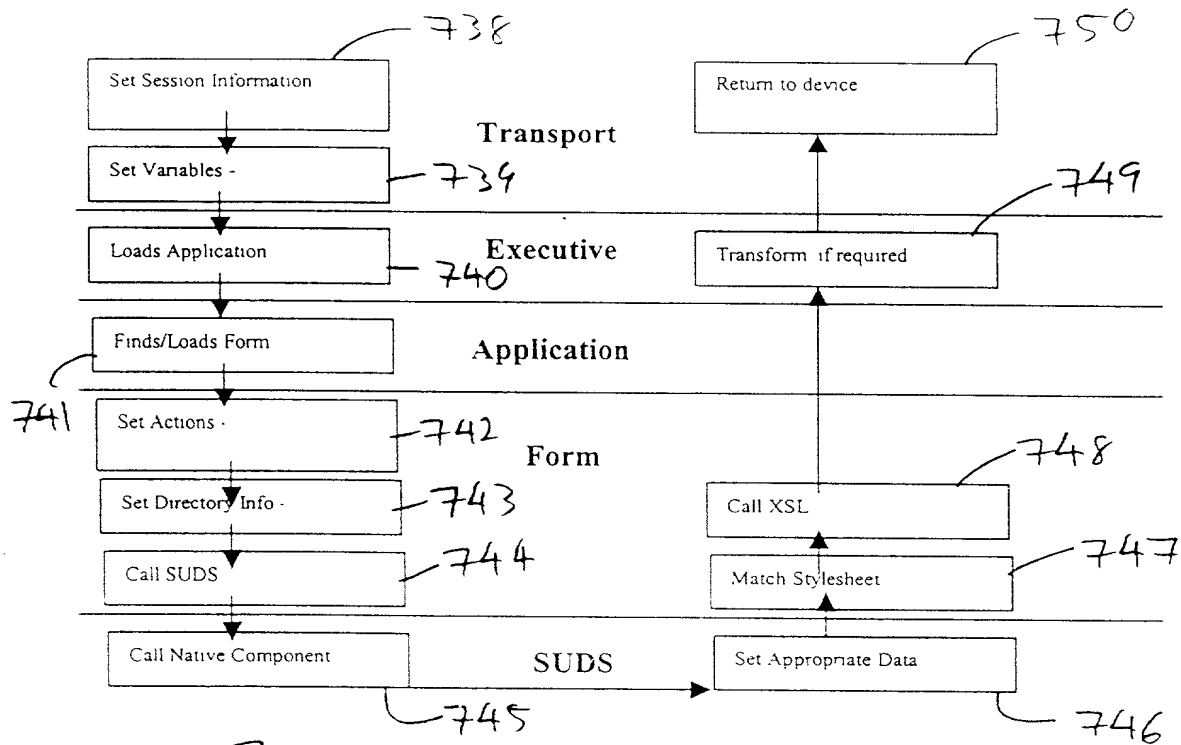 738
750
Set Session Information
Return to device
Transport
Set Variables -
739
749
Loads Application
Executive
Transform if required
740
Finds/Loads Form
Application
741
Set Actions -
742
Form
748
Set Directory Info -
743
Call XSL
744
747
Call SUDS
Match Stylesheet
Call Native Component
SUDS
Set Appropriate Data
745
746